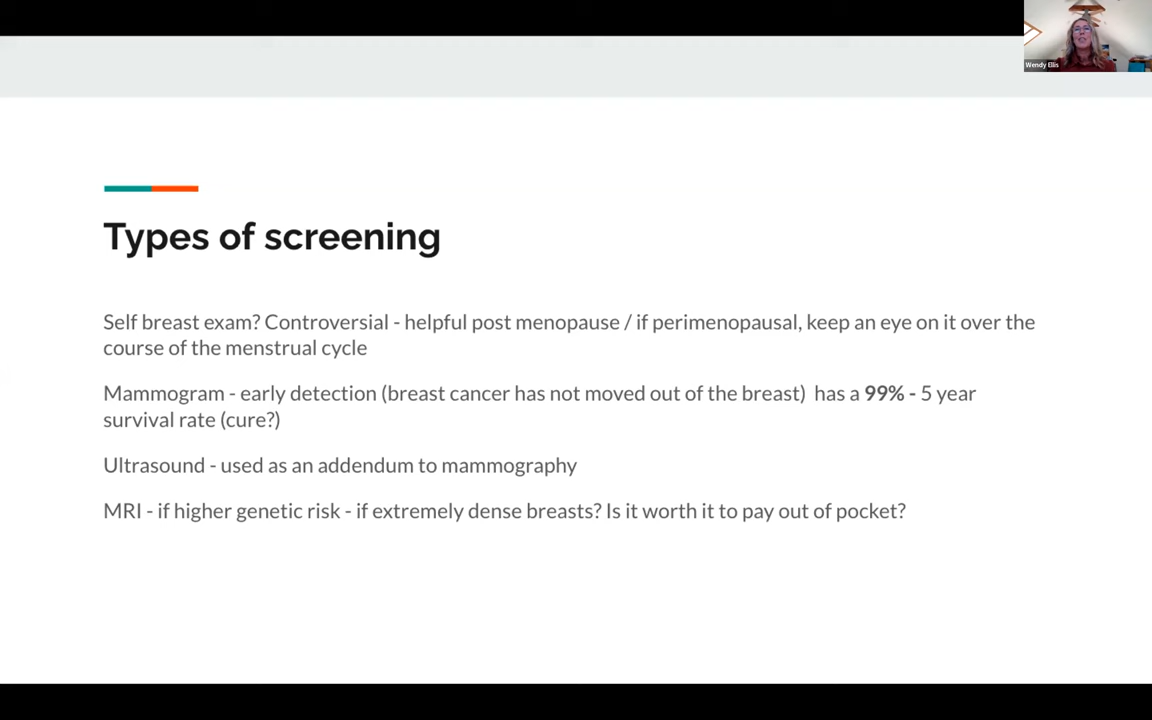 Wendy Ellis
Types of screening
Self breast exam? Controversial - helpful post menopause / if perimenopausal, keep an eye on it over the
course of the menstrual cycle
Mammogram - early detection (breast cancer has not moved out of the breast)  has a 99% - 5 year
survival rate (cure?)
Ultrasound - used as an addendum to mammography
MRI - if higher genetic risk - if extremely dense breasts? Is it worth it to pay out of pocket?